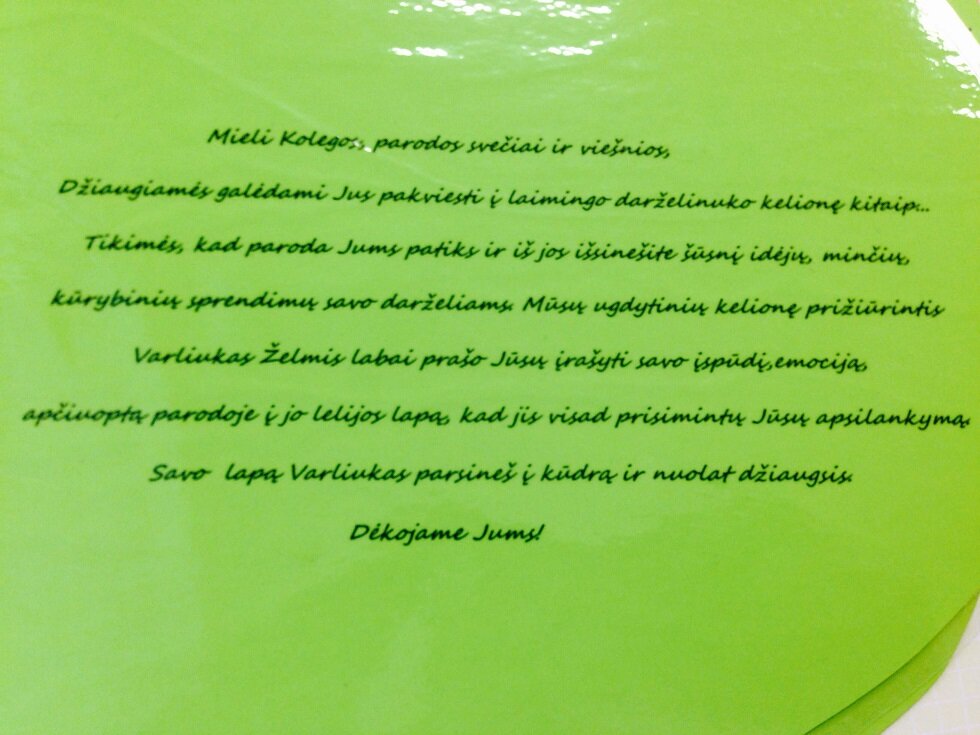 Mieli Kolegos, parodos svečiai ir viešnios,
Džiaugiamės galėdami Jus pakviesti į laimingo darželinuko kelionę kitaip...
Tikimės, kad paroda Jums patiks ir iš jos išsinešite šūsnį idėjų, minčių,
kūrybinių sprendimų savo darželiams. Mūsų ugdytinių kelionę prižiūrintis
Varliukas Želmis labai prašo Jūsų įrašyti savo įspūdį,emociją,
apčiuoptą parodoje į jo lelijos lapą, kad jis visad prisimintų Jūsų apsilankymą.
Savo lapą Varliukas parsineš į kūdrą ir nuolat džiaugsis.
Dėkojame Jums!